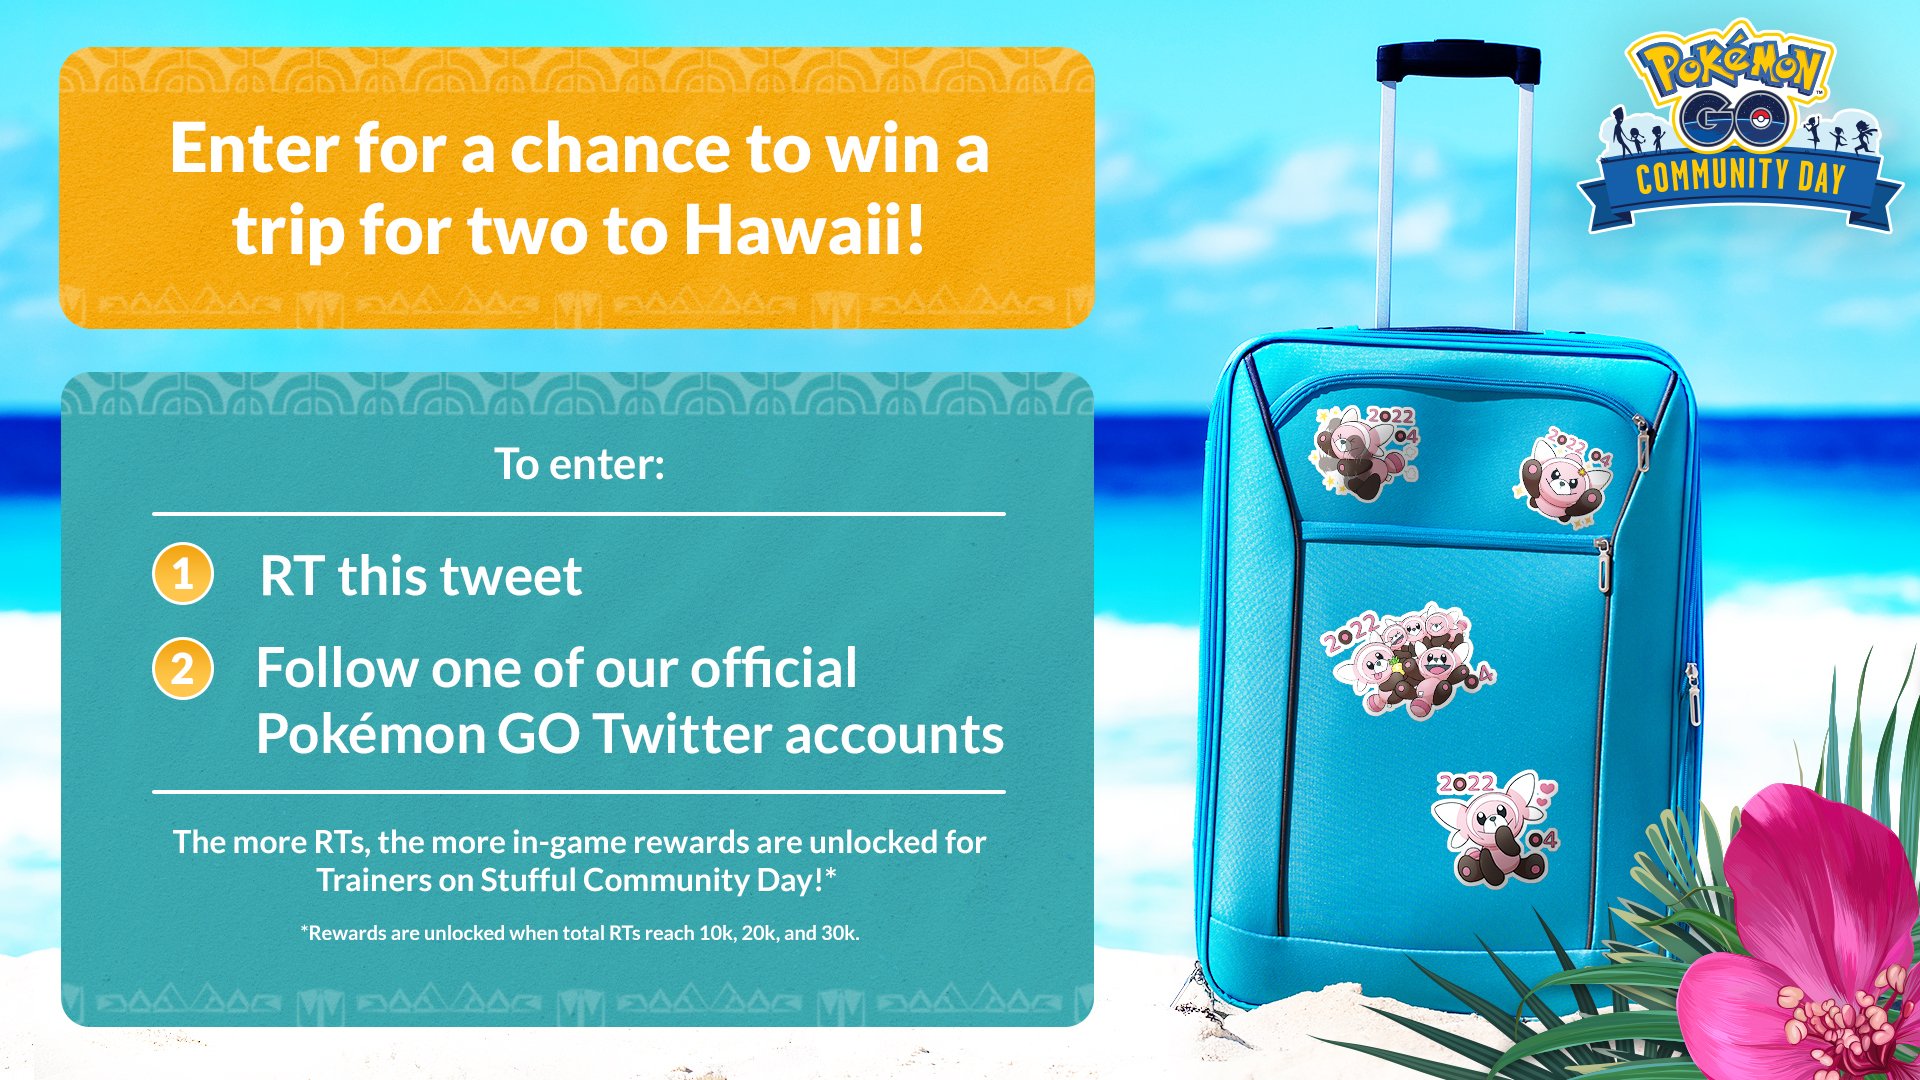 Enter for a chance to win a
trip for two to Hawaii!
To enter:
1 RT this tweet
2 Follow one of our official
Pokémon GO Twitter accounts
The more RTs, the more in-game rewards are unlocked for
Trainers on Stufful Community Day!*
*Rewards are unlocked when total RTs reach 10k, 20k, and 30k.
POKéMON
TM
GO
COMMUNITY DAY
2022
04
2022 04
2022
04
2022
04